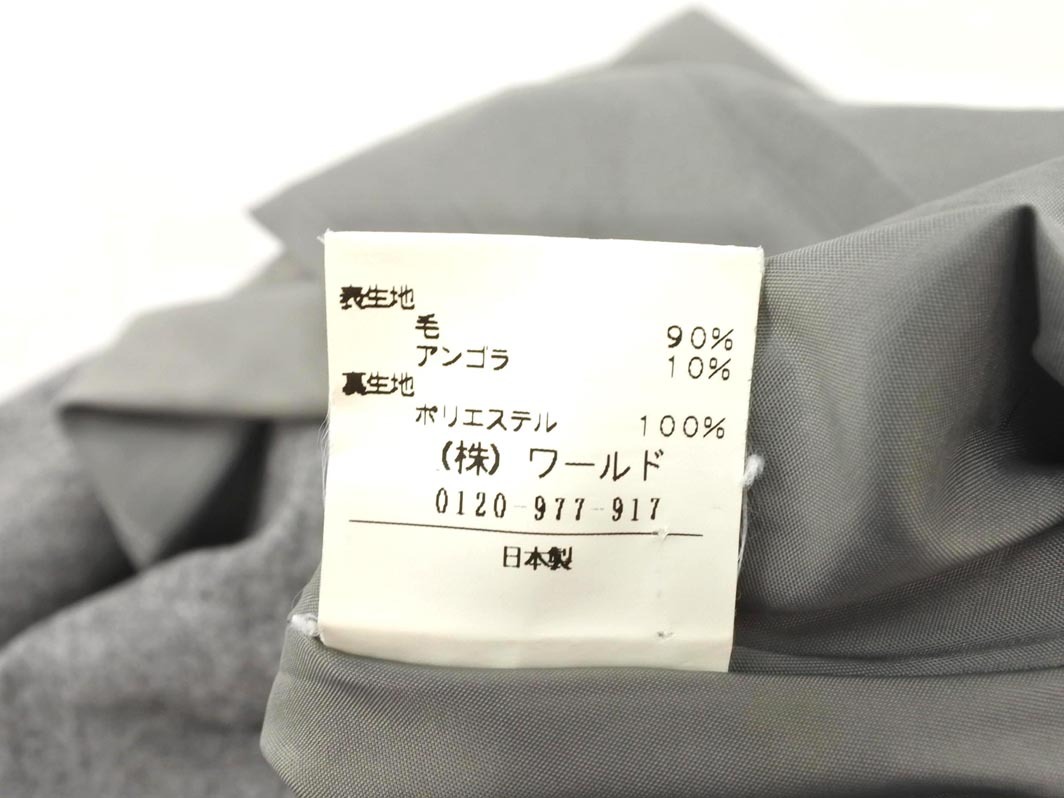 表生地
毛 90%
アンゴラ 10%
裏生地
ポリエステル 100%
(株) ワールド
0120-977-917
日本製